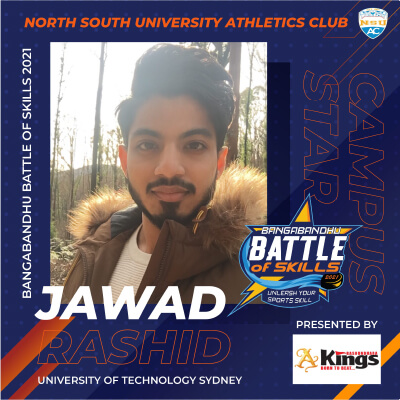 NORTH SOUTH UNIVERSITY ATHLETICS CLUB
NSU
AC
BANGABANDHU BATTLE OF SKILLS 2021
CAMPUS
STAR
BANGABANDHU
BATTLE
OF SKILLS
2021
UNLEASH YOUR
SPORTS SKILL
JAWAD
RASHID
UNIVERSITY OF TECHNOLOGY SYDNEY
PRESENTED BY
BASHUNDHARA
Kings
BORN TO BEAT...